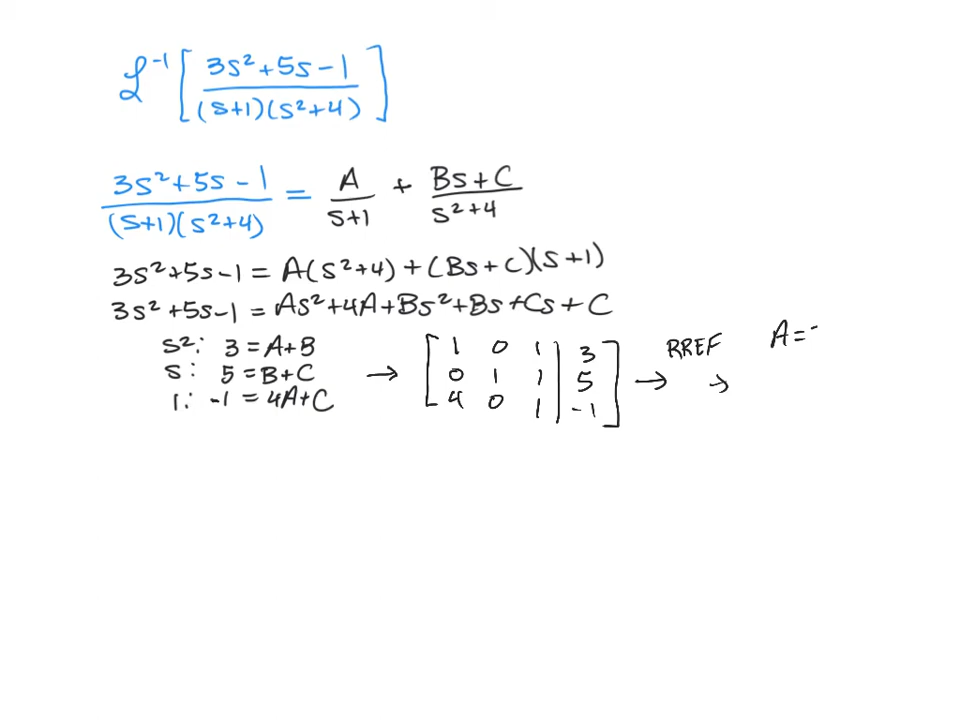 ℒ⁻¹[(3s²+5s−1)/((s+1)(s²+4))]
(3s²+5s−1)/((s+1)(s²+4)) = A/(s+1) + (Bs+C)/(s²+4)
3s²+5s−1 = A(s²+4) + (Bs+C)(s+1)
3s²+5s−1 = As²+4A+Bs²+Bs+Cs+C
s²: 3 = A+B
s: 5 = B+C
1: −1 = 4A+C
→ [1 0 1 | 3
0 1 1 | 5
4 0 1 | −1] →
RREF →
A=-